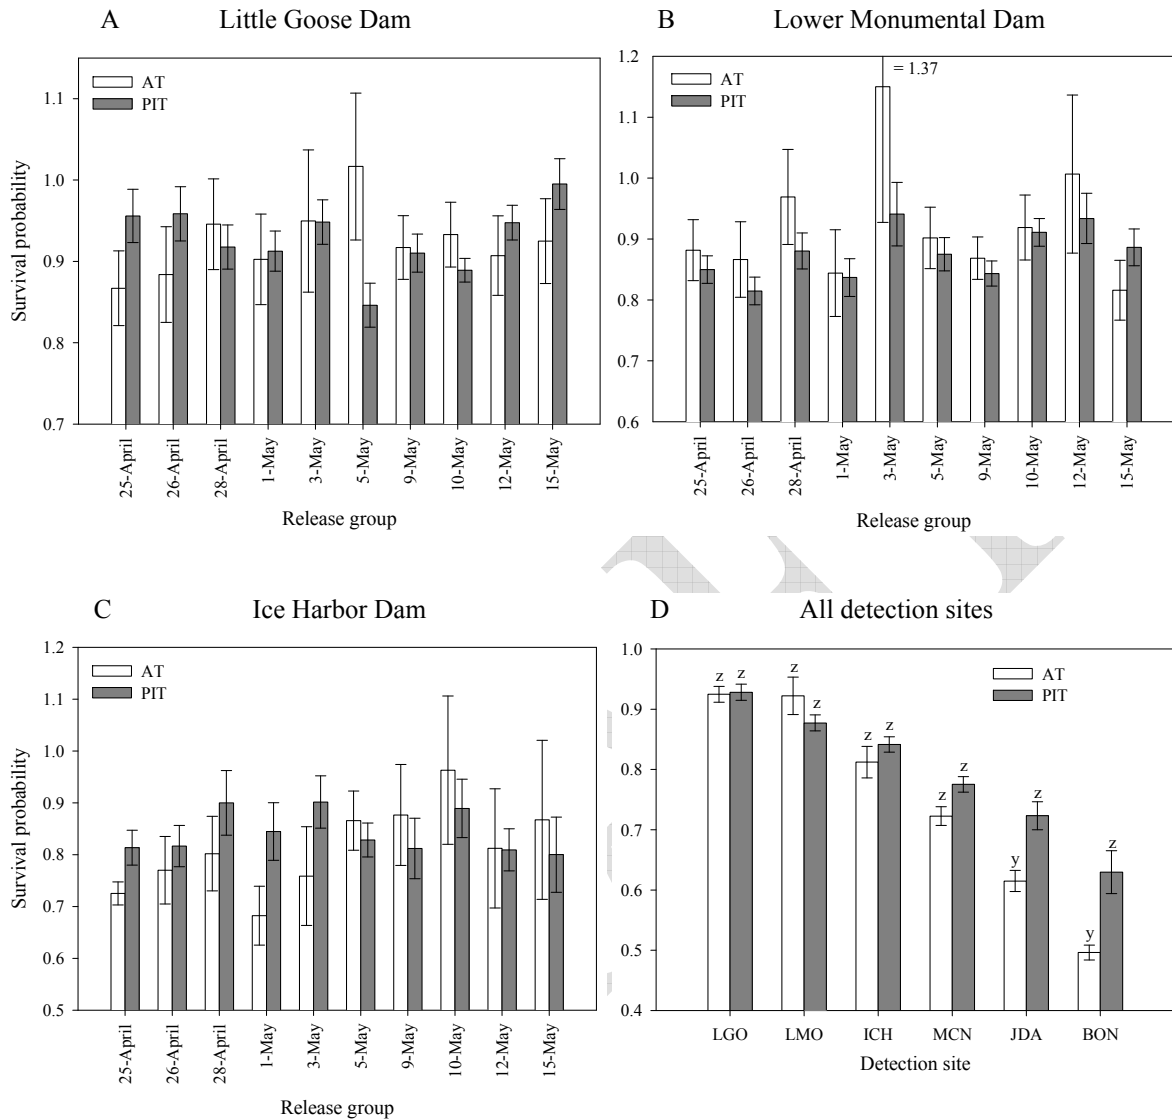 A Little Goose Dam
AT
PIT
Survival probability
1.1
1.0
0.9
0.8
0.7
25-April
26-April
28-April
1-May
3-May
5-May
9-May
10-May
12-May
15-May
Release group
B Lower Monumental Dam
= 1.37
AT
PIT
1.2
1.1
1.0
0.9
0.8
0.7
0.6
25-April
26-April
28-April
1-May
3-May
5-May
9-May
10-May
12-May
15-May
Release group
C Ice Harbor Dam
AT
PIT
Survival probability
1.2
1.1
1.0
0.9
0.8
0.7
0.6
0.5
25-April
26-April
28-April
1-May
3-May
5-May
9-May
10-May
12-May
15-May
Release group
D All detection sites
AT
PIT
1.0
0.9
0.8
0.7
0.6
0.5
0.4
z z z z z z z z y z y z
LGO LMO ICH MCN JDA BON
Detection site